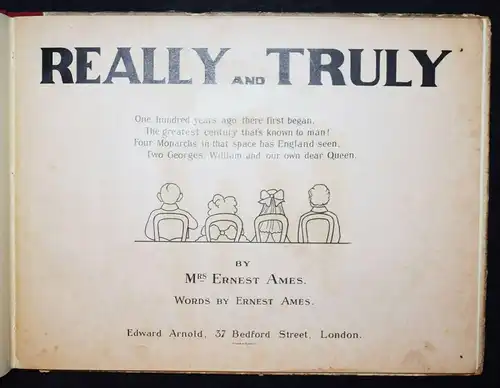 REALLY AND TRULY
One hundred years ago there first began,
The greatest century that's known to man!
Four Monarchs in that space has England seen,
Two Georges, William and our own dear Queen.
BY
MRS ERNEST AMES.
WORDS BY ERNEST AMES.
Edward Arnold, 37 Bedford Street, London.